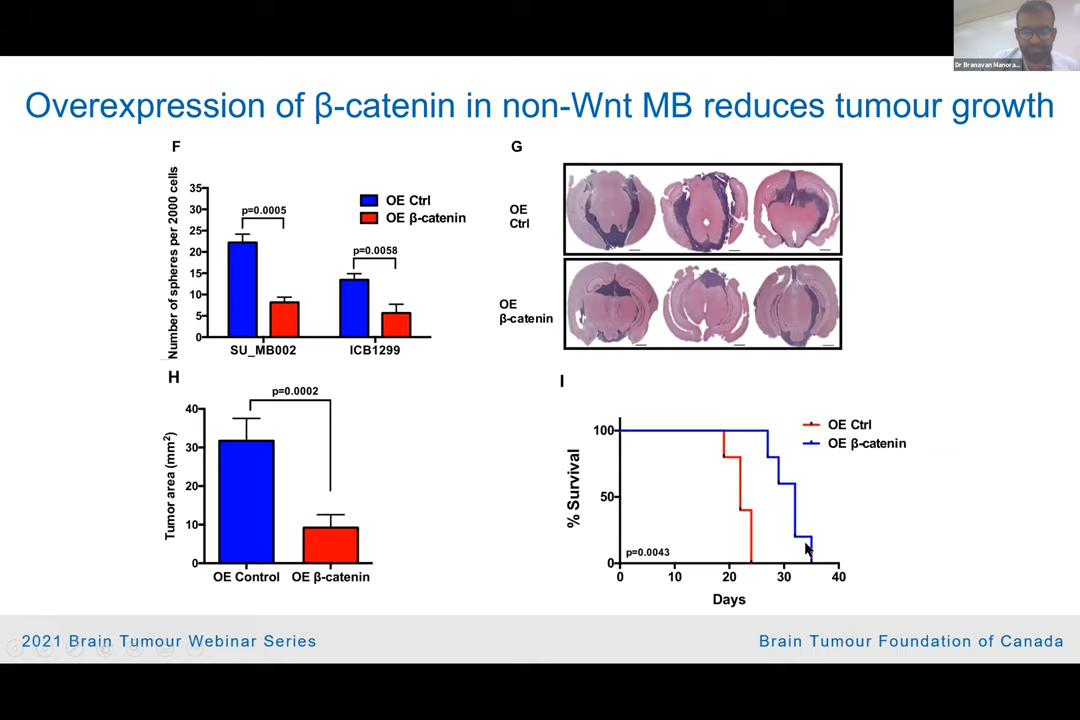 Dr Branavan Manora...
Overexpression of β-catenin in non-Wnt MB reduces tumour growth
F
Number of spheres per 2000 cells
35
30
25
20
15
10
5
0
p=0.0005
p=0.0058
OE Ctrl
OE β-catenin
SU_MB002
ICB1299
G
OE
Ctrl
OE
β-catenin
H
Tumor area (mm²)
40
30
20
10
0
p=0.0002
OE Control
OE β-catenin
I
% Survival
100
50
0
p=0.0043
OE Ctrl
OE β-catenin
0
10
20
30
40
Days
2021 Brain Tumour Webinar Series
Brain Tumour Foundation of Canada